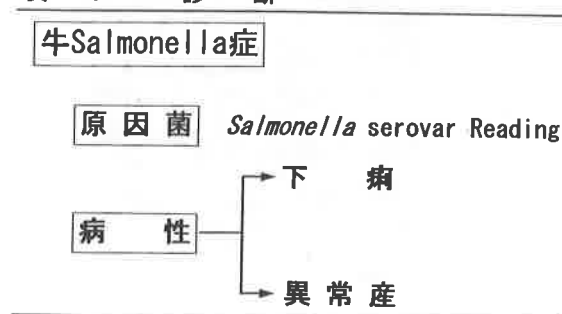 牛Salmonella症
原因菌 Salmonella serovar Reading
下 痢
病 性
異常産